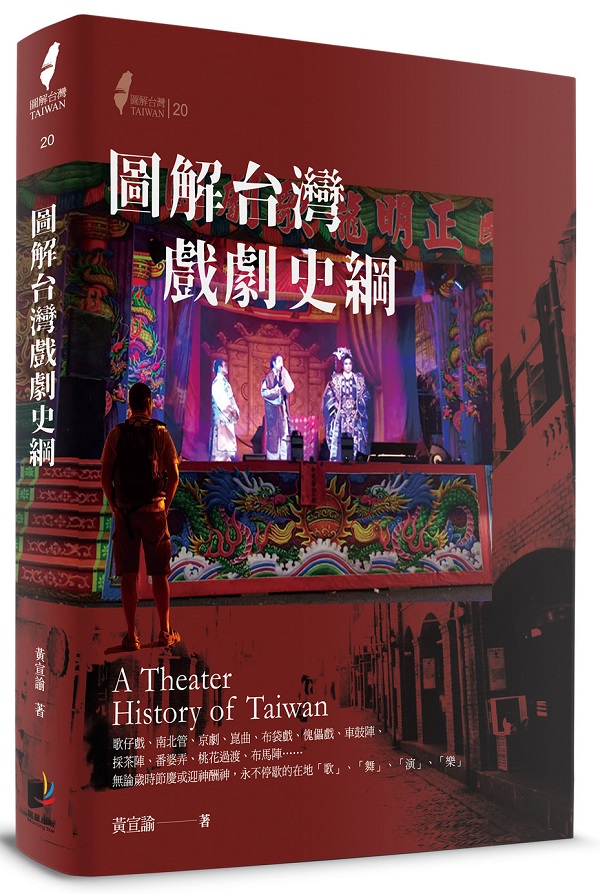 圖解台灣
TAIWAN
20
圖解台灣戲劇史綱
黃宣諭 著
圖解台灣
TAIWAN
20
圖解台灣
戲劇史綱
正明龍
A Theater
History of Taiwan
歌仔戲、南北管、京劇、崑曲、布袋戲、傀儡戲、車鼓陣、
採茶陣、番婆弄、桃花過渡、布馬陣……
無論歲時節慶或迎神酬神,永不停歇的在地「歌」、「舞」、「演」、「樂」
黃宣諭——著